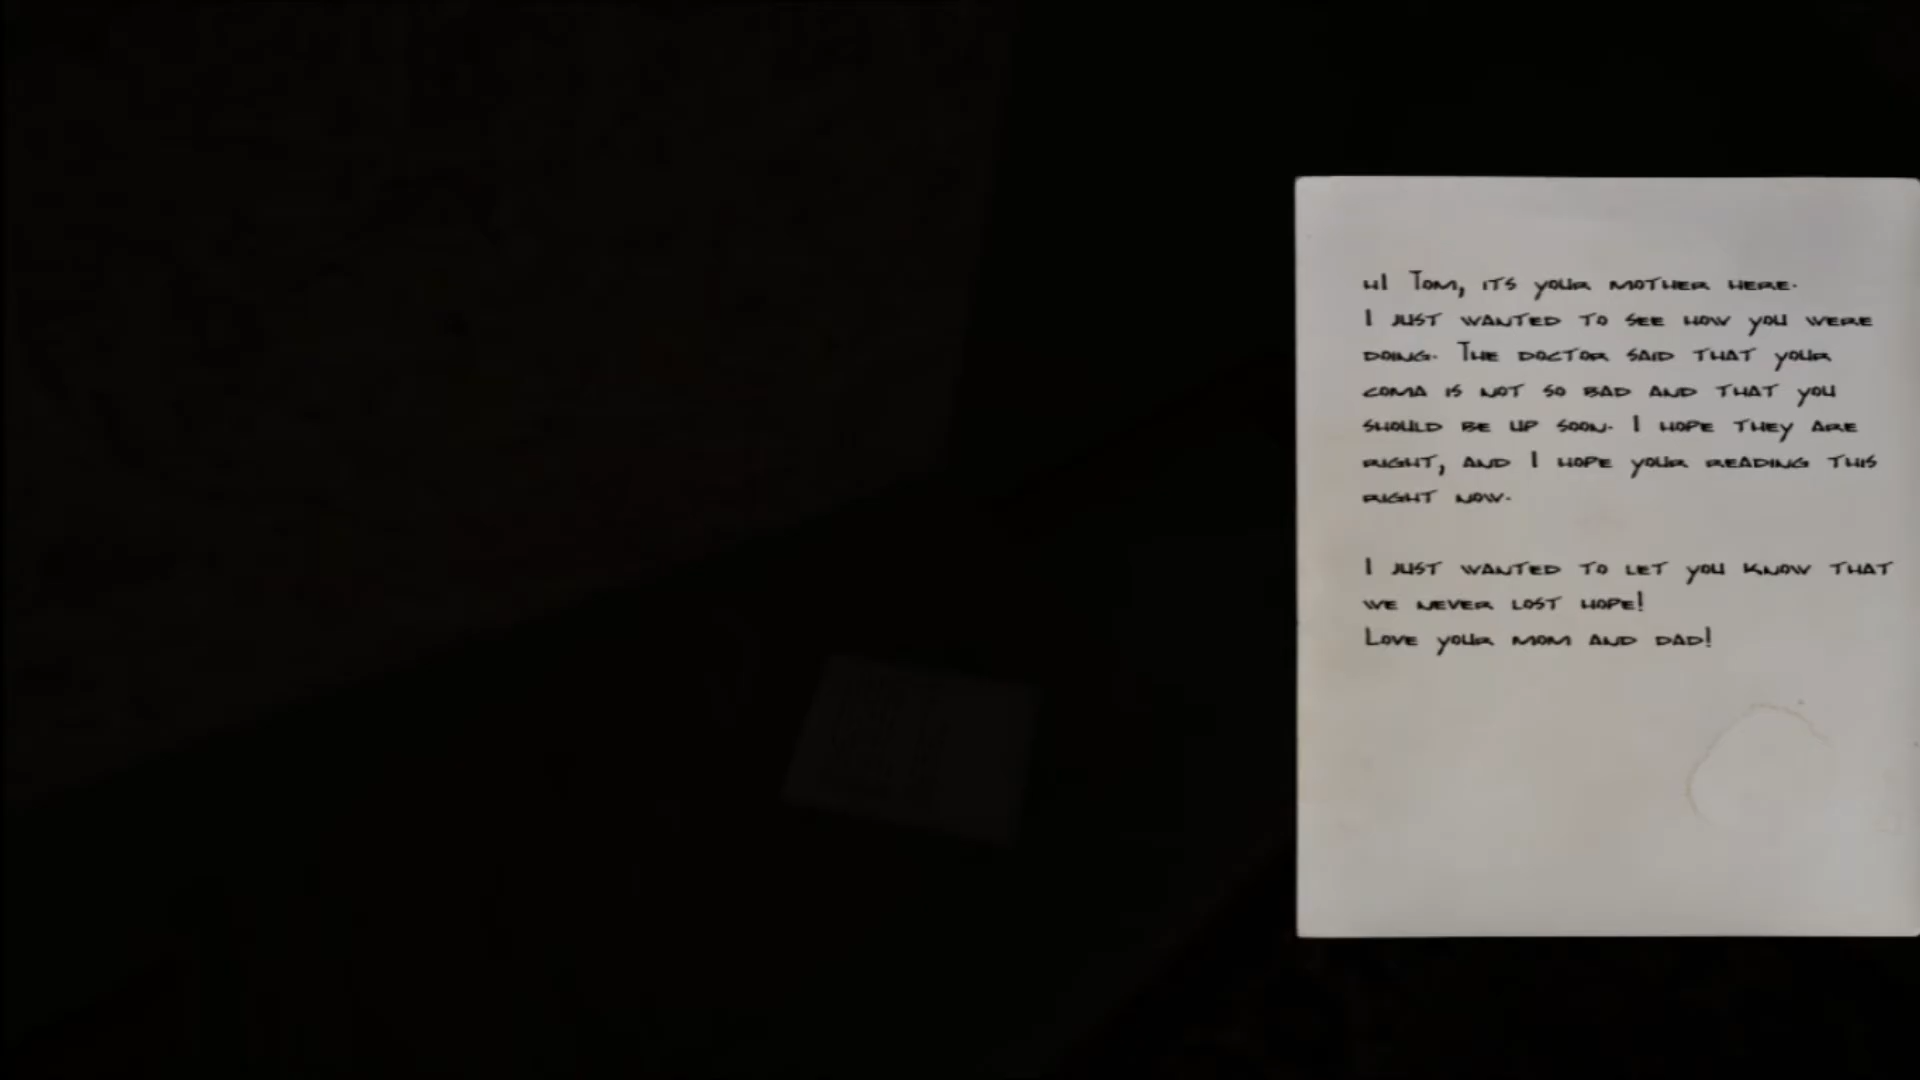 HI Tom, ITS YOUR MOTHER HERE.
I JUST WANTED TO SEE HOW YOU WERE
DOING. THE DOCTOR SAID THAT YOUR
COMA IS NOT SO BAD AND THAT YOU
SHOULD BE UP SOON. I HOPE THEY ARE
RIGHT, AND I HOPE YOUR READING THIS
RIGHT NOW.
I JUST WANTED TO LET YOU KNOW THAT
WE NEVER LOST HOPE!
LOVE YOUR MOM AND DAD!